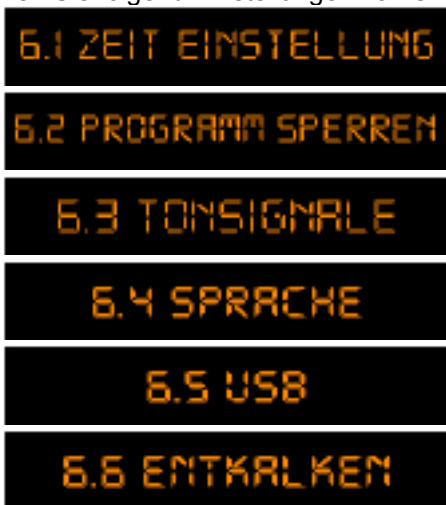 6.1 ZEIT EINSTELLUNG
6.2 PROGRAMM SPERREN
6.3 TONSIGNALE
6.4 SPRACHE
6.5 USB
6.6 ENTKALKEN